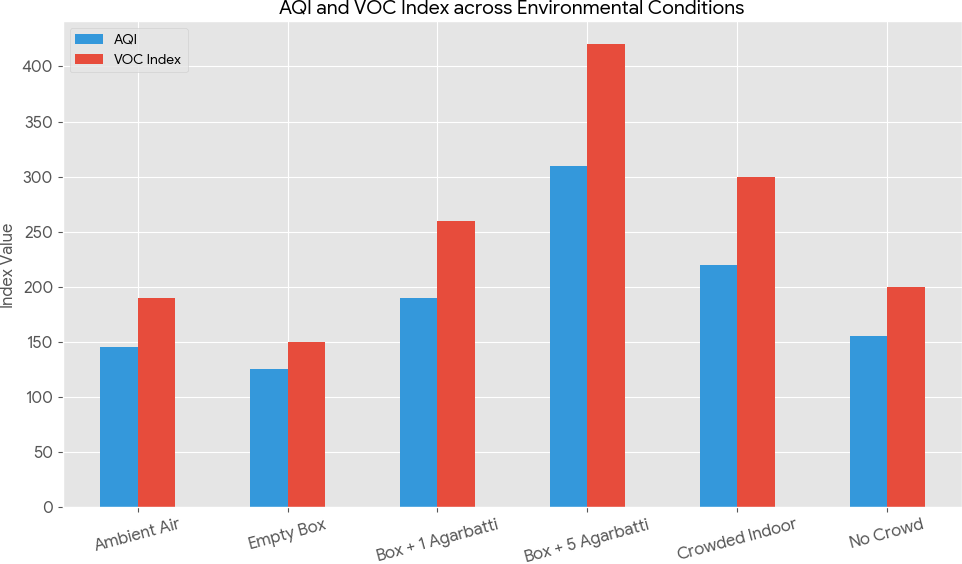 AQI and VOC Index across Environmental Conditions
AQI
VOC Index
400
350
300
250
200
150
100
50
0
Index Value
Ambient Air
Empty Box
Box + 1 Agarbatti
Box + 5 Agarbatti
Crowded Indoor
No Crowd